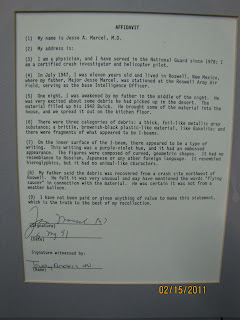 AFFIDAVIT
(1) My name is Jesse A. Marcel, M.D.
(2) My address is:
(3) I am a physician, and I have served in the National Guard since 1975; I
am a certified crash investigator and helicopter pilot.
(4) In July 1947, I was eleven years old and lived in Roswell, New Mexico,
where my father, Marcel, was stationed at the Roswell Army Air
Field, serving as the base Intelligence Officer.
(5) One night, I was awakened by my father in the middle of the night. He
was very excited about some debris he had picked up in the desert. The
material filled up his 1942 Buick. He brought some of the material into the
house, and we spread it out on the kitchen floor.
(6) There were three categories of debris: a thick, foil-like metallic gray
substance; a brittle, brownish-black plastic-like material, like Bakelite; and
there were fragments of what appeared to be I-beams.
(7) On the inner surface of the I-beam, there appeared to be a type of
writing. This writing was a purple-violet hue, and it had an embossed
appearance. The figures were composed of curved, geometric shapes. It had no
resemblance to Russian, Japanese or any other foreign language. It resembled
hieroglyphics, but it had no animal-like characters.
(8) My father said the debris was recovered from a crash site northwest of
Roswell. He felt it was very unusual and may have mentioned the words "flying
saucer" in connection with the material. He was certain it was not from a
weather balloon.
(9) I have not been paid or given anything of value to make this statement,
which is the truth to the best of my recollection.
(Signature)
6 May 91
(Date)
Signature witnessed by:
(Name)
02/15/2011